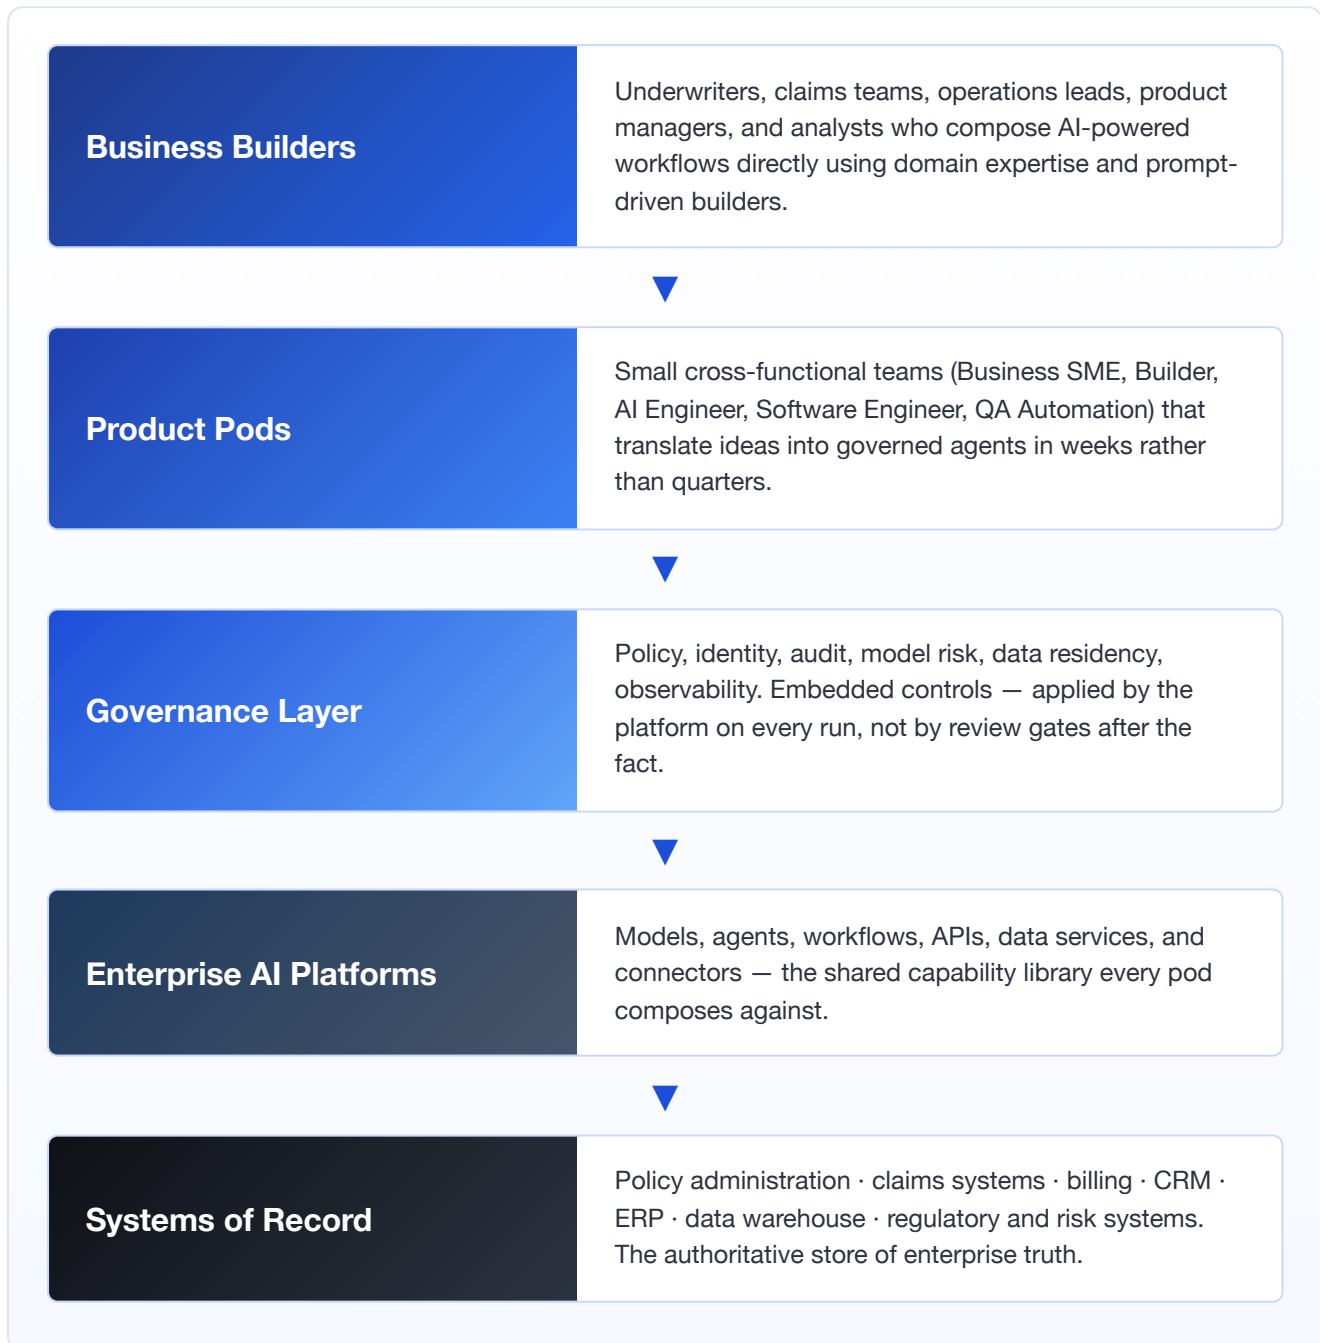 Business Builders
Underwriters, claims teams, operations leads, product
managers, and analysts who compose AI-powered
workflows directly using domain expertise and prompt-
driven builders.
Product Pods
Small cross-functional teams (Business SME, Builder,
AI Engineer, Software Engineer, QA Automation) that
translate ideas into governed agents in weeks rather
than quarters.
Governance Layer
Policy, identity, audit, model risk, data residency,
observability. Embedded controls — applied by the
platform on every run, not by review gates after the
fact.
Enterprise AI Platforms
Models, agents, workflows, APIs, data services, and
connectors — the shared capability library every pod
composes against.
Systems of Record
Policy administration · claims systems · billing · CRM ·
ERP · data warehouse · regulatory and risk systems.
The authoritative store of enterprise truth.